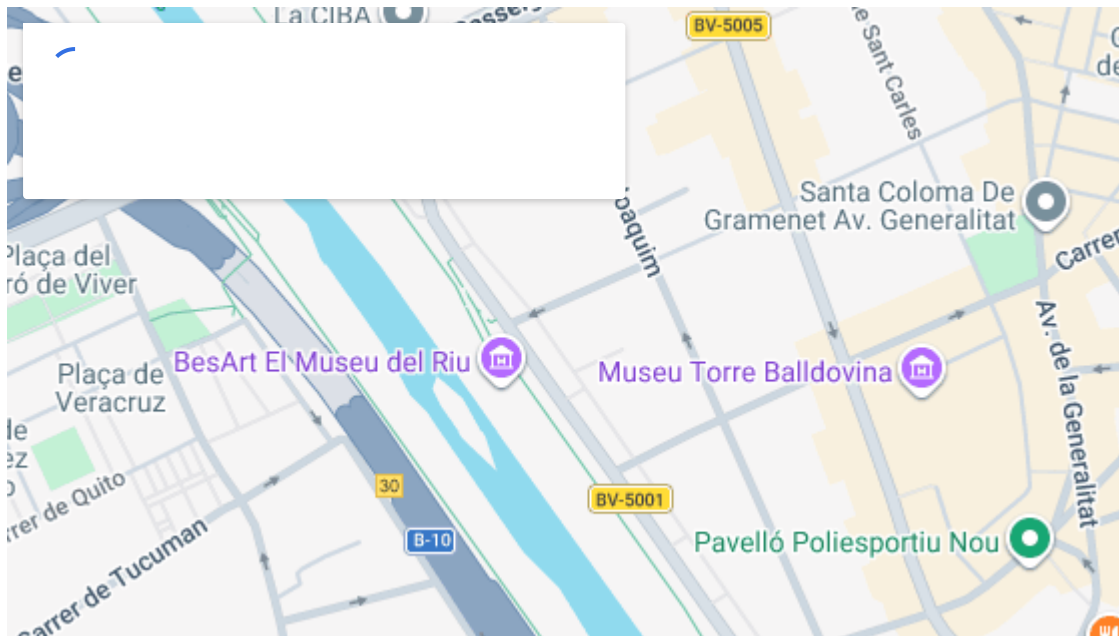 La CIBA
BV-5005
Sant Carles
Santa Coloma De
Gramenet Av. Generalitat
Joaquim
Carrer
Plaça del
ró de Viver
Av. de la Generalitat
BesArt El Museu del Riu
Museu Torre Balldovina
Plaça de
Veracruz
de
ez
30
rrer de Quito
BV-5001
B-10
Pavelló Poliesportiu Nou
Carrer de Tucuman